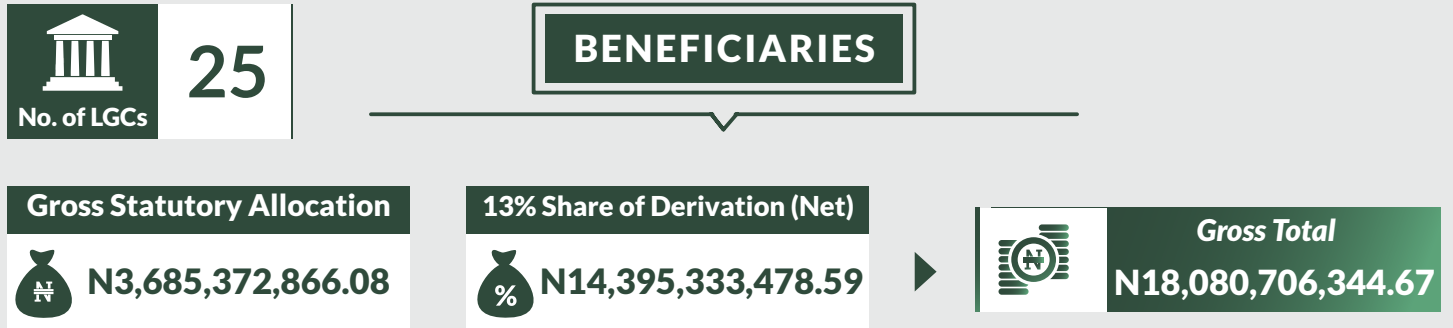 25
No. of LGCs
BENEFICIARIES
Gross Statutory Allocation
₦
N3,685,372,866.08
13% Share of Derivation (Net)
%
N14,395,333,478.59
₦
Gross Total
N18,080,706,344.67